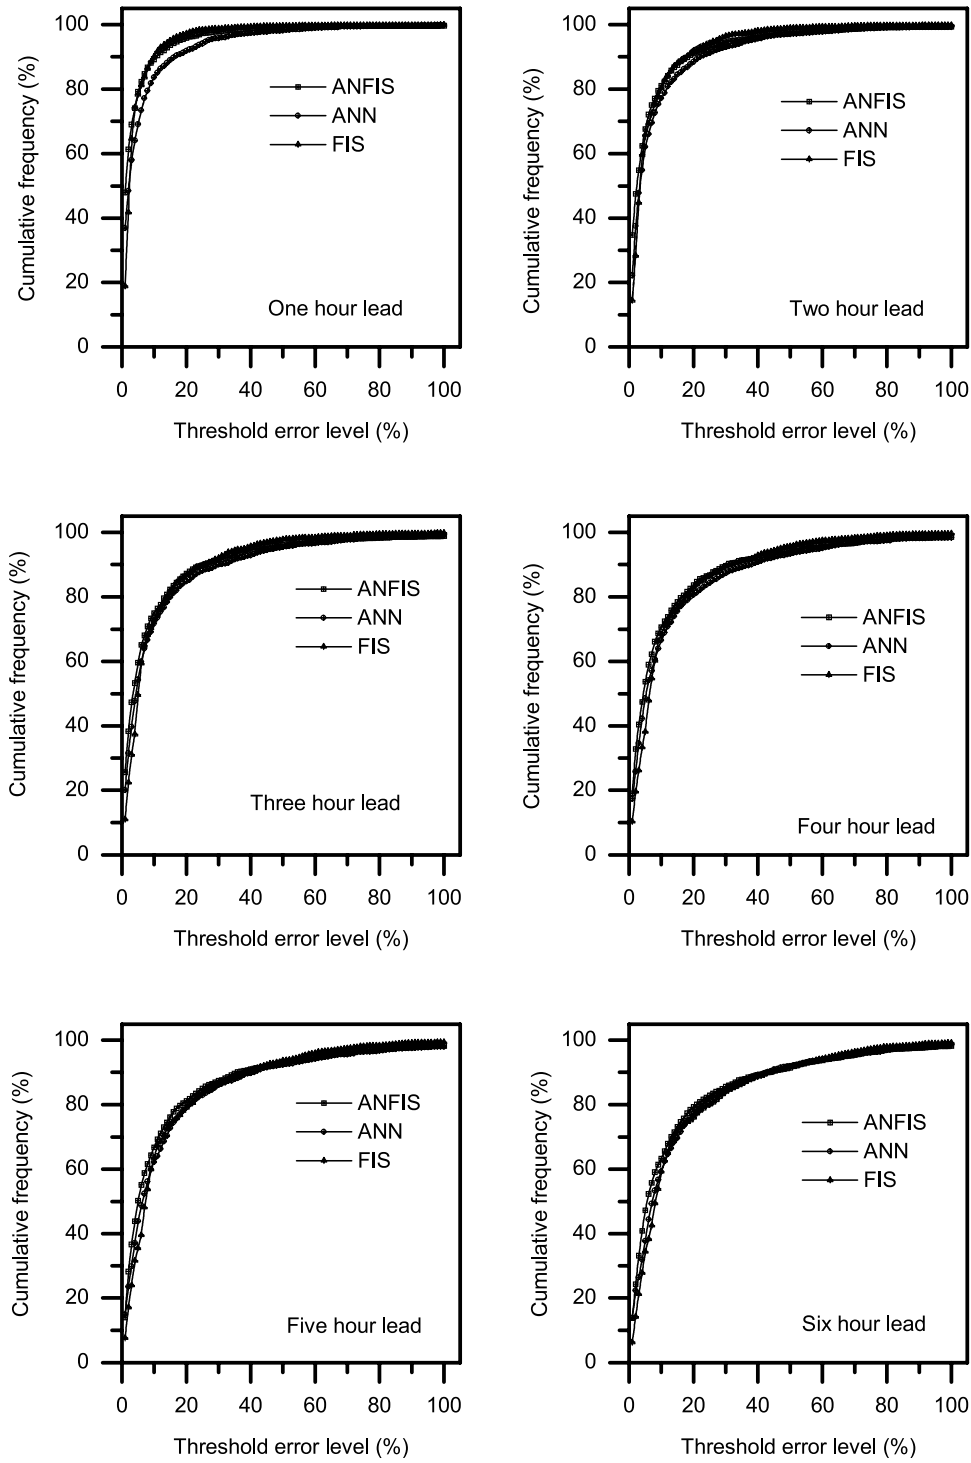 100
80
60
40
20
0
Cumulative frequency (%)
ANFIS
ANN
FIS
One hour lead
0 20 40 60 80 100
Threshold error level (%)
100
80
60
40
20
0
Cumulative frequency (%)
ANFIS
ANN
FIS
Two hour lead
0 20 40 60 80 100
Threshold error level (%)
100
80
60
40
20
0
Cumulative frequency (%)
ANFIS
ANN
FIS
Three hour lead
0 20 40 60 80 100
Threshold error level (%)
100
80
60
40
20
0
Cumulative frequency (%)
ANFIS
ANN
FIS
Four hour lead
0 20 40 60 80 100
Threshold error level (%)
100
80
60
40
20
0
Cumulative frequency (%)
ANFIS
ANN
FIS
Five hour lead
0 20 40 60 80 100
Threshold error level (%)
100
80
60
40
20
0
Cumulative frequency (%)
ANFIS
ANN
FIS
Six hour lead
0 20 40 60 80 100
Threshold error level (%)